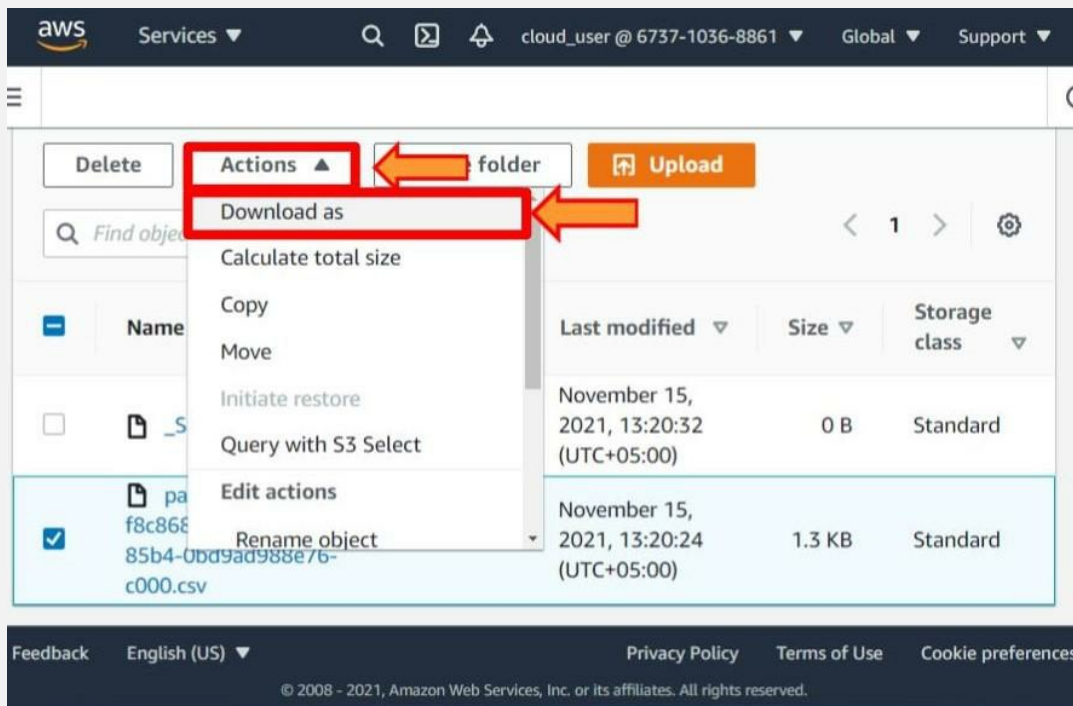 aws Services ▼ cloud_user @ 6737-1036-8861 ▼ Global ▼ Support ▼
Delete Actions ▲ folder Upload
Download as
Find 1
Calculate total size
Copy
Move
Initiate restore
Query with S3 Select
Edit actions
Rename object
Name Last modified Size Storage
class
November 15,
_S 2021, 13:20:32 0 B Standard
(UTC+05:00)
pa November 15,
f8c868 2021, 13:20:24 1.3 KB Standard
85b4-0bd9ad988e76- (UTC+05:00)
c000.csv
Feedback English (US) ▼ Privacy Policy Terms of Use Cookie preferences
© 2008 - 2021, Amazon Web Services, Inc. or its affiliates. All rights reserved.